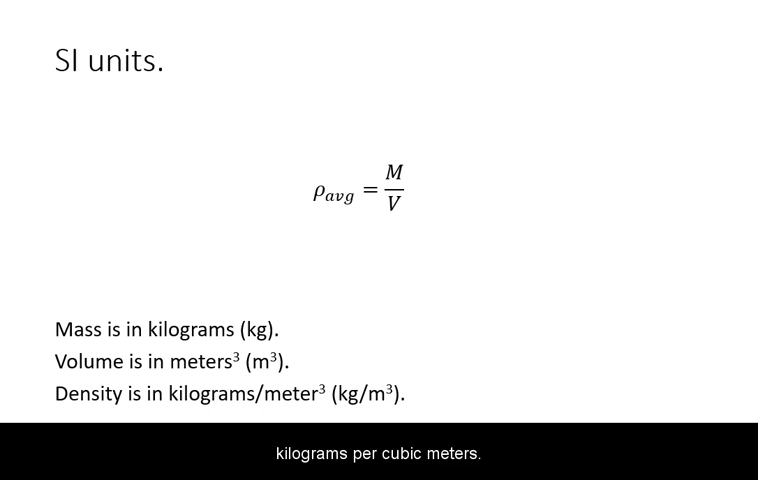 SI units.
ρavg = M/V
Mass is in kilograms (kg).
Volume is in meters³ (m³).
Density is in kilograms/meter³ (kg/m³).
kilograms per cubic meters.